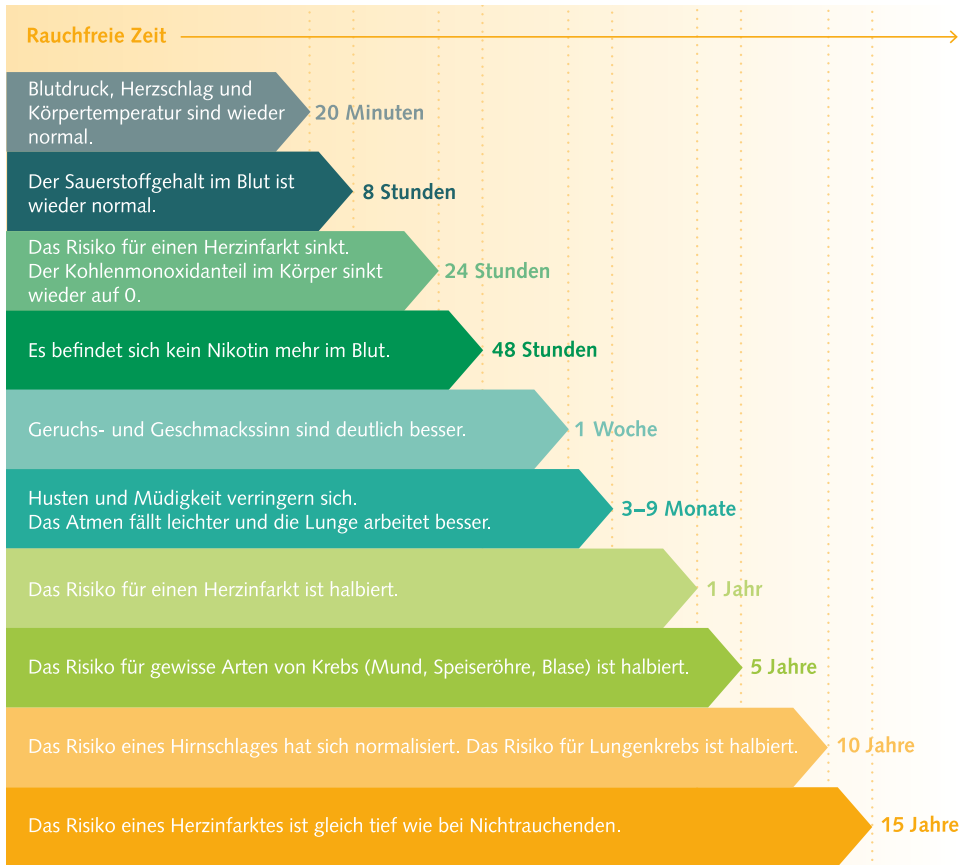 Rauchfreie Zeit
Blutdruck, Herzschlag und
Körpertemperatur sind wieder
normal.
20 Minuten
Der Sauerstoffgehalt im Blut ist
wieder normal.
8 Stunden
Das Risiko für einen Herzinfarkt sinkt.
Der Kohlenmonoxidanteil im Körper sinkt
wieder auf 0.
24 Stunden
Es befindet sich kein Nikotin mehr im Blut.
48 Stunden
Geruchs- und Geschmackssinn sind deutlich besser.
1 Woche
Husten und Müdigkeit verringern sich.
Das Atmen fällt leichter und die Lunge arbeitet besser.
3–9 Monate
Das Risiko für einen Herzinfarkt ist halbiert.
1 Jahr
Das Risiko für gewisse Arten von Krebs (Mund, Speiseröhre, Blase) ist halbiert.
5 Jahre
Das Risiko eines Hirnschlages hat sich normalisiert. Das Risiko für Lungenkrebs ist halbiert.
10 Jahre
Das Risiko eines Herzinfarktes ist gleich tief wie bei Nichtrauchenden.
15 Jahre